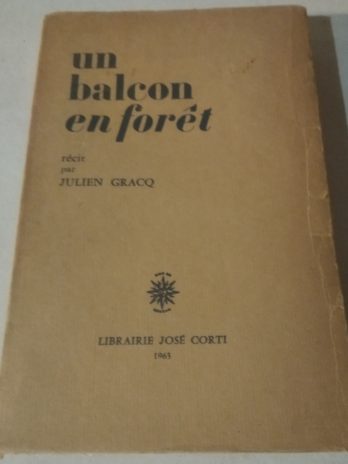 un
balcon
en forêt
récit
par
JULIEN GRACQ
LIBRAIRIE JOSÉ CORTI
1963